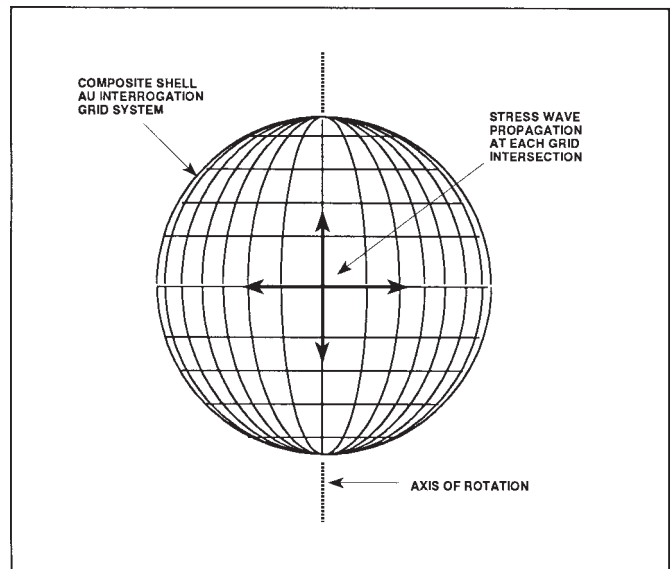 COMPOSITE SHELL
AU INTERROGATION
GRID SYSTEM
STRESS WAVE
PROPAGATION
AT EACH GRID
INTERSECTION
AXIS OF ROTATION